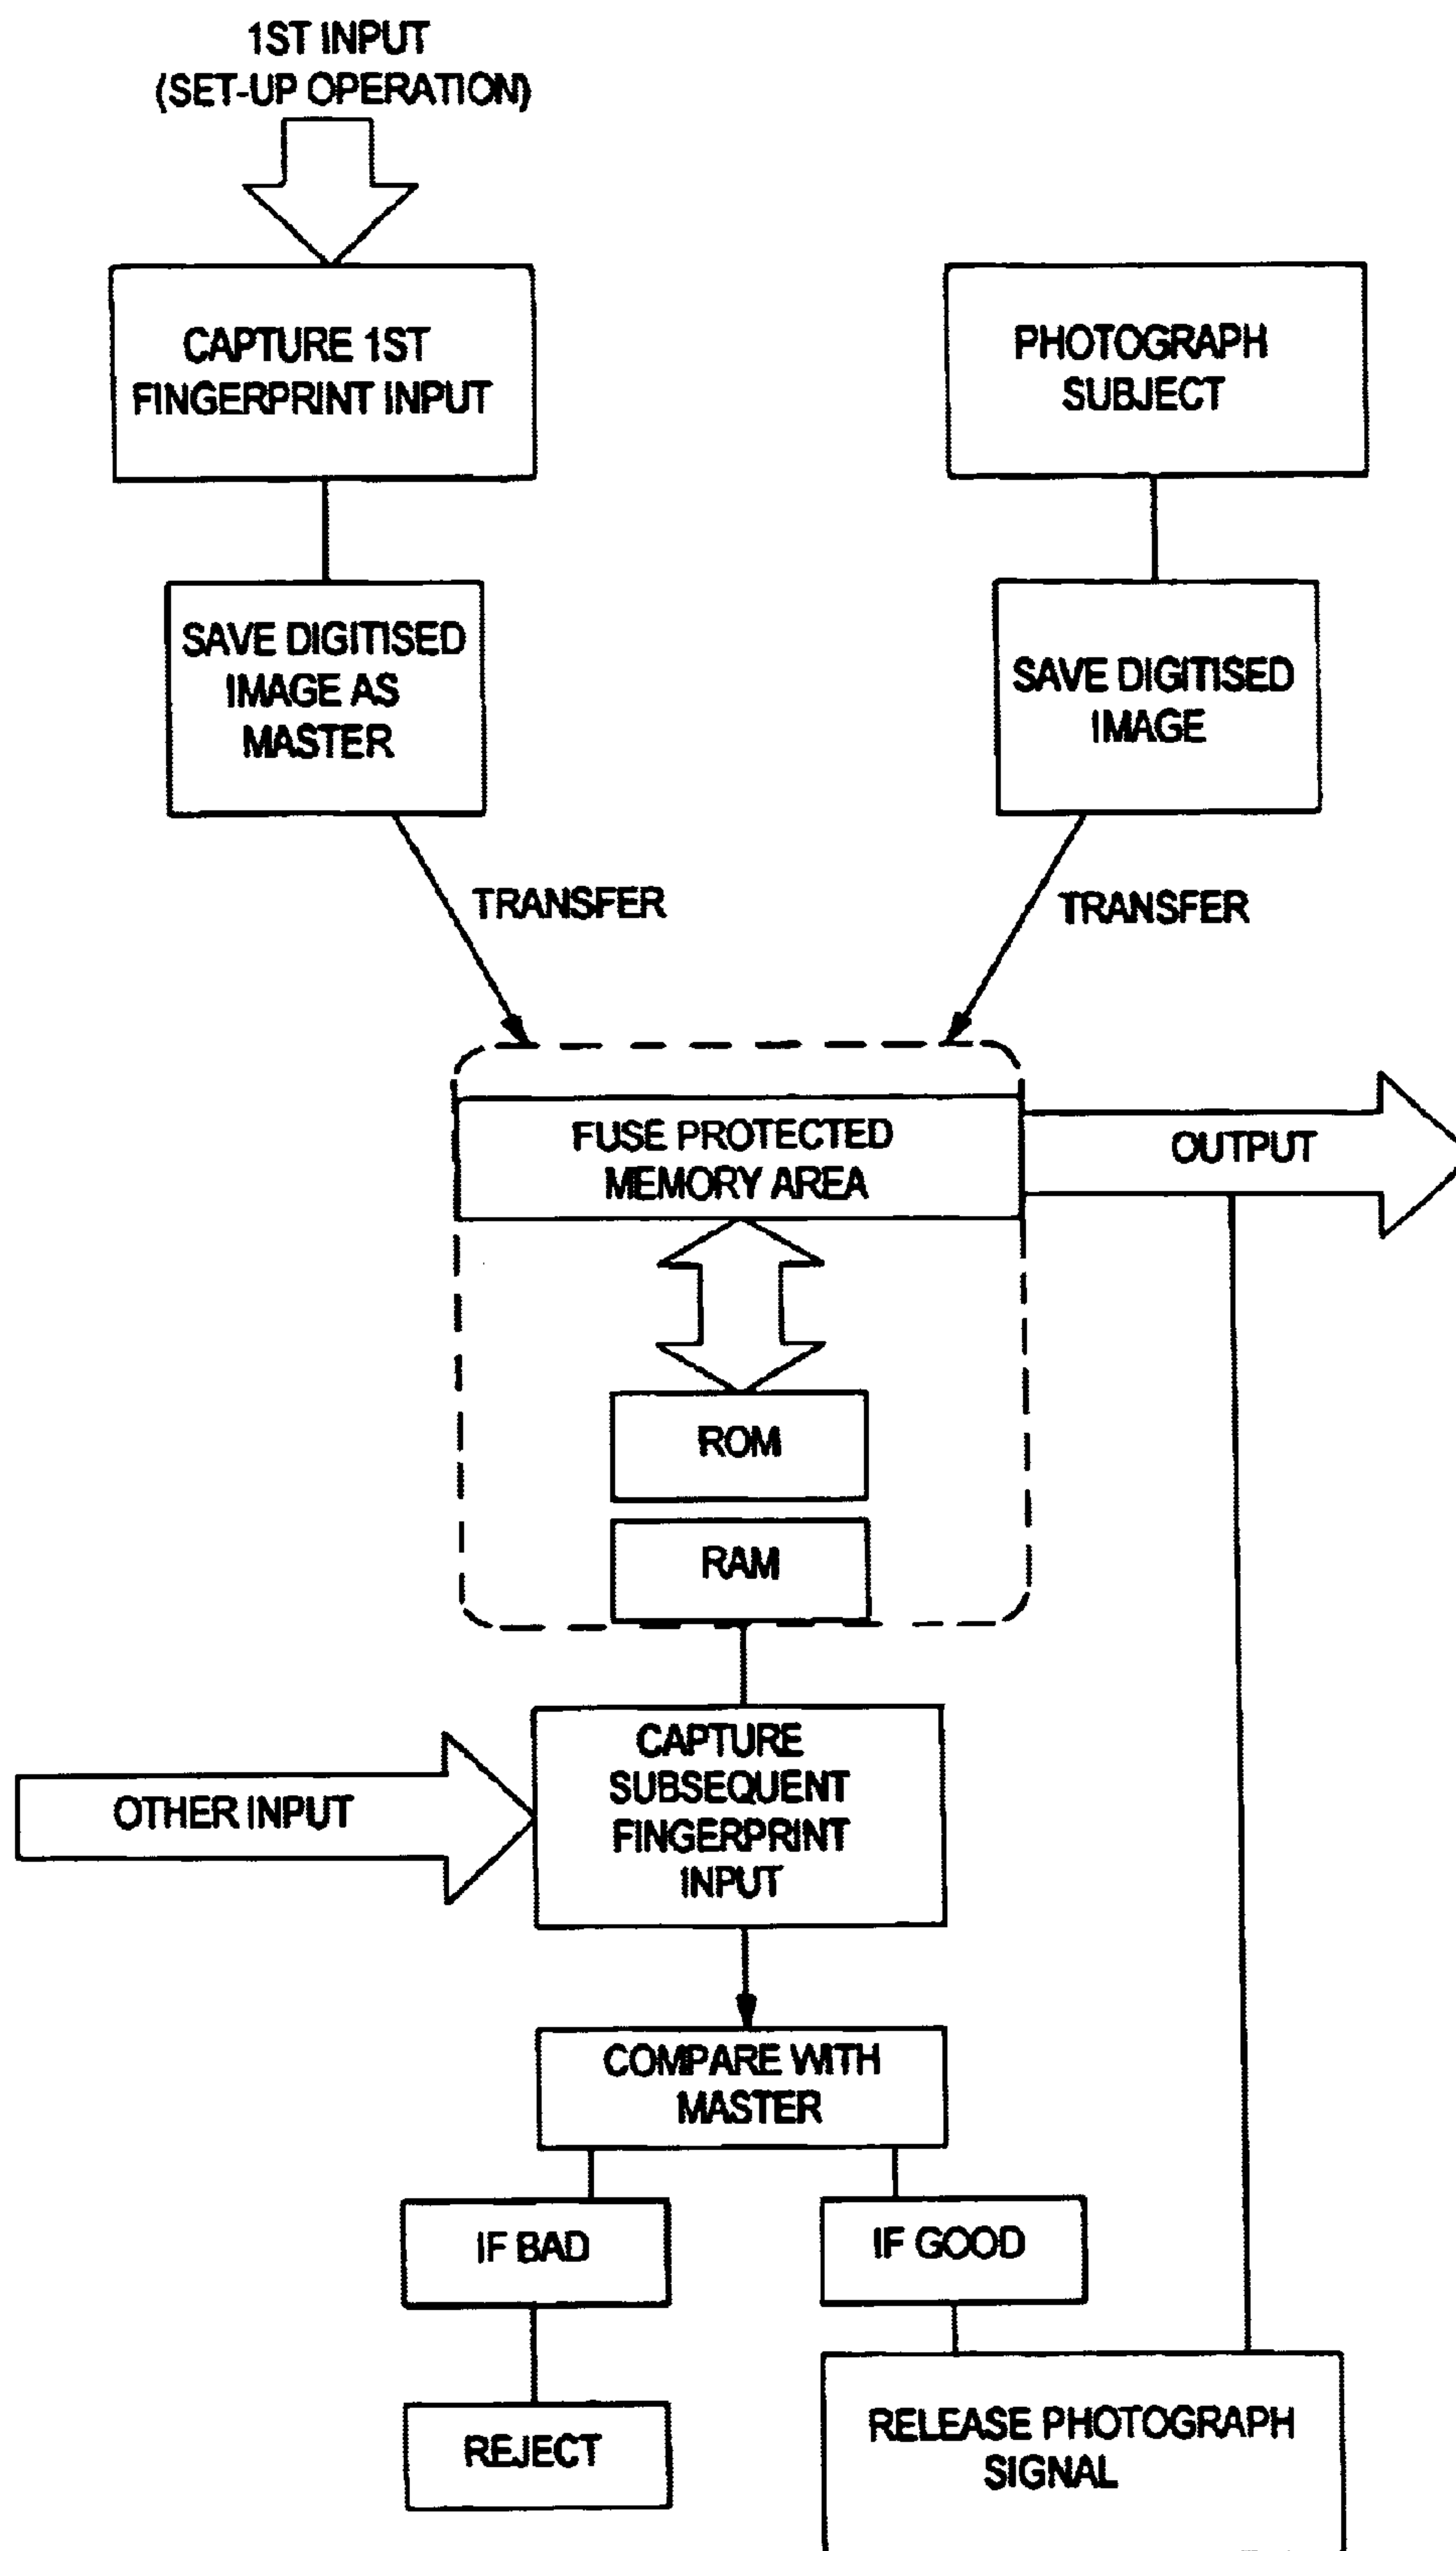 1ST INPUT
(SET-UP OPERATION)
CAPTURE 1ST
FINGERPRINT INPUT
PHOTOGRAPH
SUBJECT
SAVE DIGITISED
IMAGE AS
MASTER
SAVE DIGITISED
IMAGE
TRANSFER
TRANSFER
FUSE PROTECTED
MEMORY AREA
OUTPUT
ROM
RAM
CAPTURE
SUBSEQUENT
FINGERPRINT
INPUT
OTHER INPUT
COMPARE WITH
MASTER
IF BAD
IF GOOD
REJECT
RELEASE PHOTOGRAPH
SIGNAL